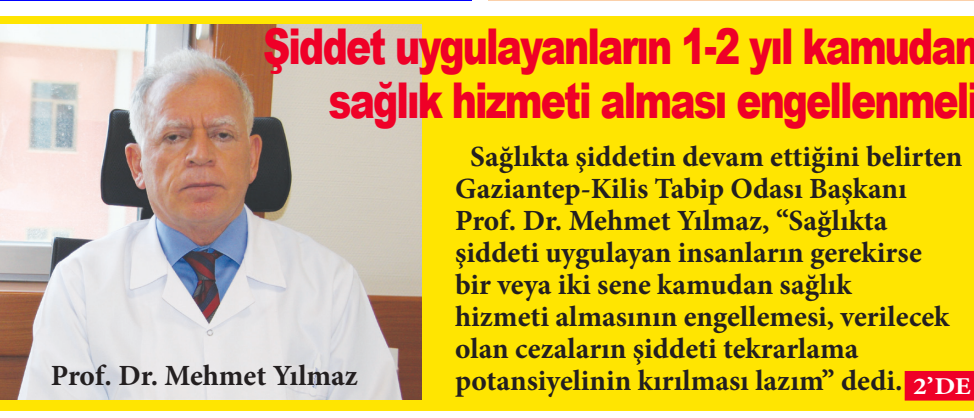 Şiddet uygulayanların 1-2 yıl kamudan
sağlık hizmeti alması engellenmeli
Sağlıkta şiddetin devam ettiğini belirten
Gaziantep-Kilis Tabip Odası Başkanı
Prof. Dr. Mehmet Yılmaz, “Sağlıkta
şiddeti uygulayan insanların gerekirse
bir veya iki sene kamudan sağlık
hizmeti almasının engellemesi, verilecek
olan cezaların şiddeti tekrarlama
potansiyelinin kırılması lazım” dedi. 2’DE
Prof. Dr. Mehmet Yılmaz